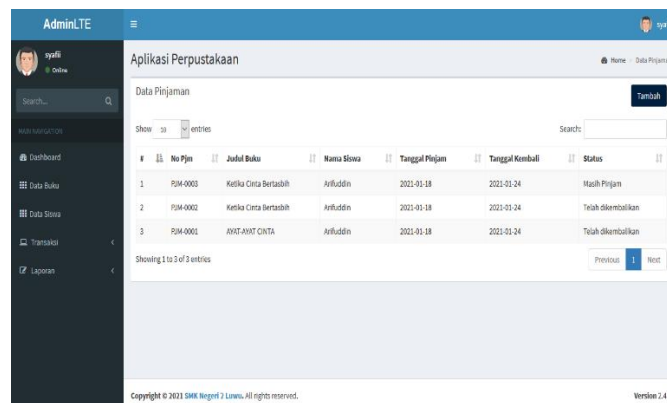 AdminLTE
sya
syafii
Online
Aplikasi Perpustakaan
Home > Data Pinjama
Search...
Data Pinjaman
Tambah
MAIN NAVIGATION
Show 10 entries
Search:
Dashboard
# No Pjm Judul Buku Nama Siswa Tanggal Pinjam Tanggal Kembali Status
Data Buku
1 PJM-0003 Ketika Cinta Bertasbih Arifuddin 2021-01-18 2021-01-24 Masih Pinjam
Data Siswa
2 PJM-0002 Ketika Cinta Bertasbih Arifuddin 2021-01-18 2021-01-24 Telah dikembalikan
3 PJM-0001 AYAT-AYAT CINTA Arifuddin 2021-01-18 2021-01-24 Telah dikembalikan
Transaksi
Showing 1 to 3 of 3 entries
Previous 1 Next
Laporan
Copyright © 2021 SMK Negeri 2 Luwu. All rights reserved.
Version 2.4